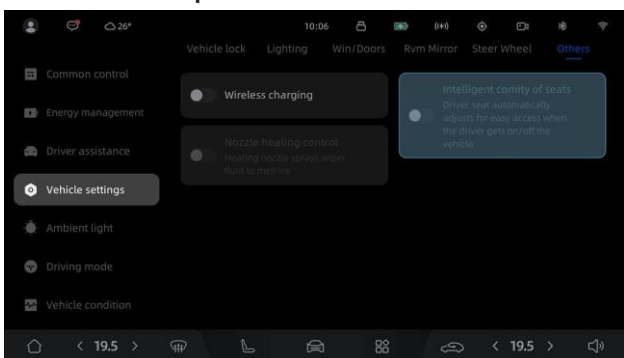 26° 10:06
Vehicle lock Lighting Win/Doors Rvm Mirror Steer Wheel Others
Common control
Energy management
Driver assistance
Vehicle settings
Ambient light
Driving mode
Vehicle condition
Wireless charging
Nozzle heating control
Heating nozzle sprays wiper
fluid to melt ice
Intelligent comity of seats
Driver seat automatically
adjusts for easy access when
the driver gets on/off the
vehicle
< 19.5 > < 19.5 >